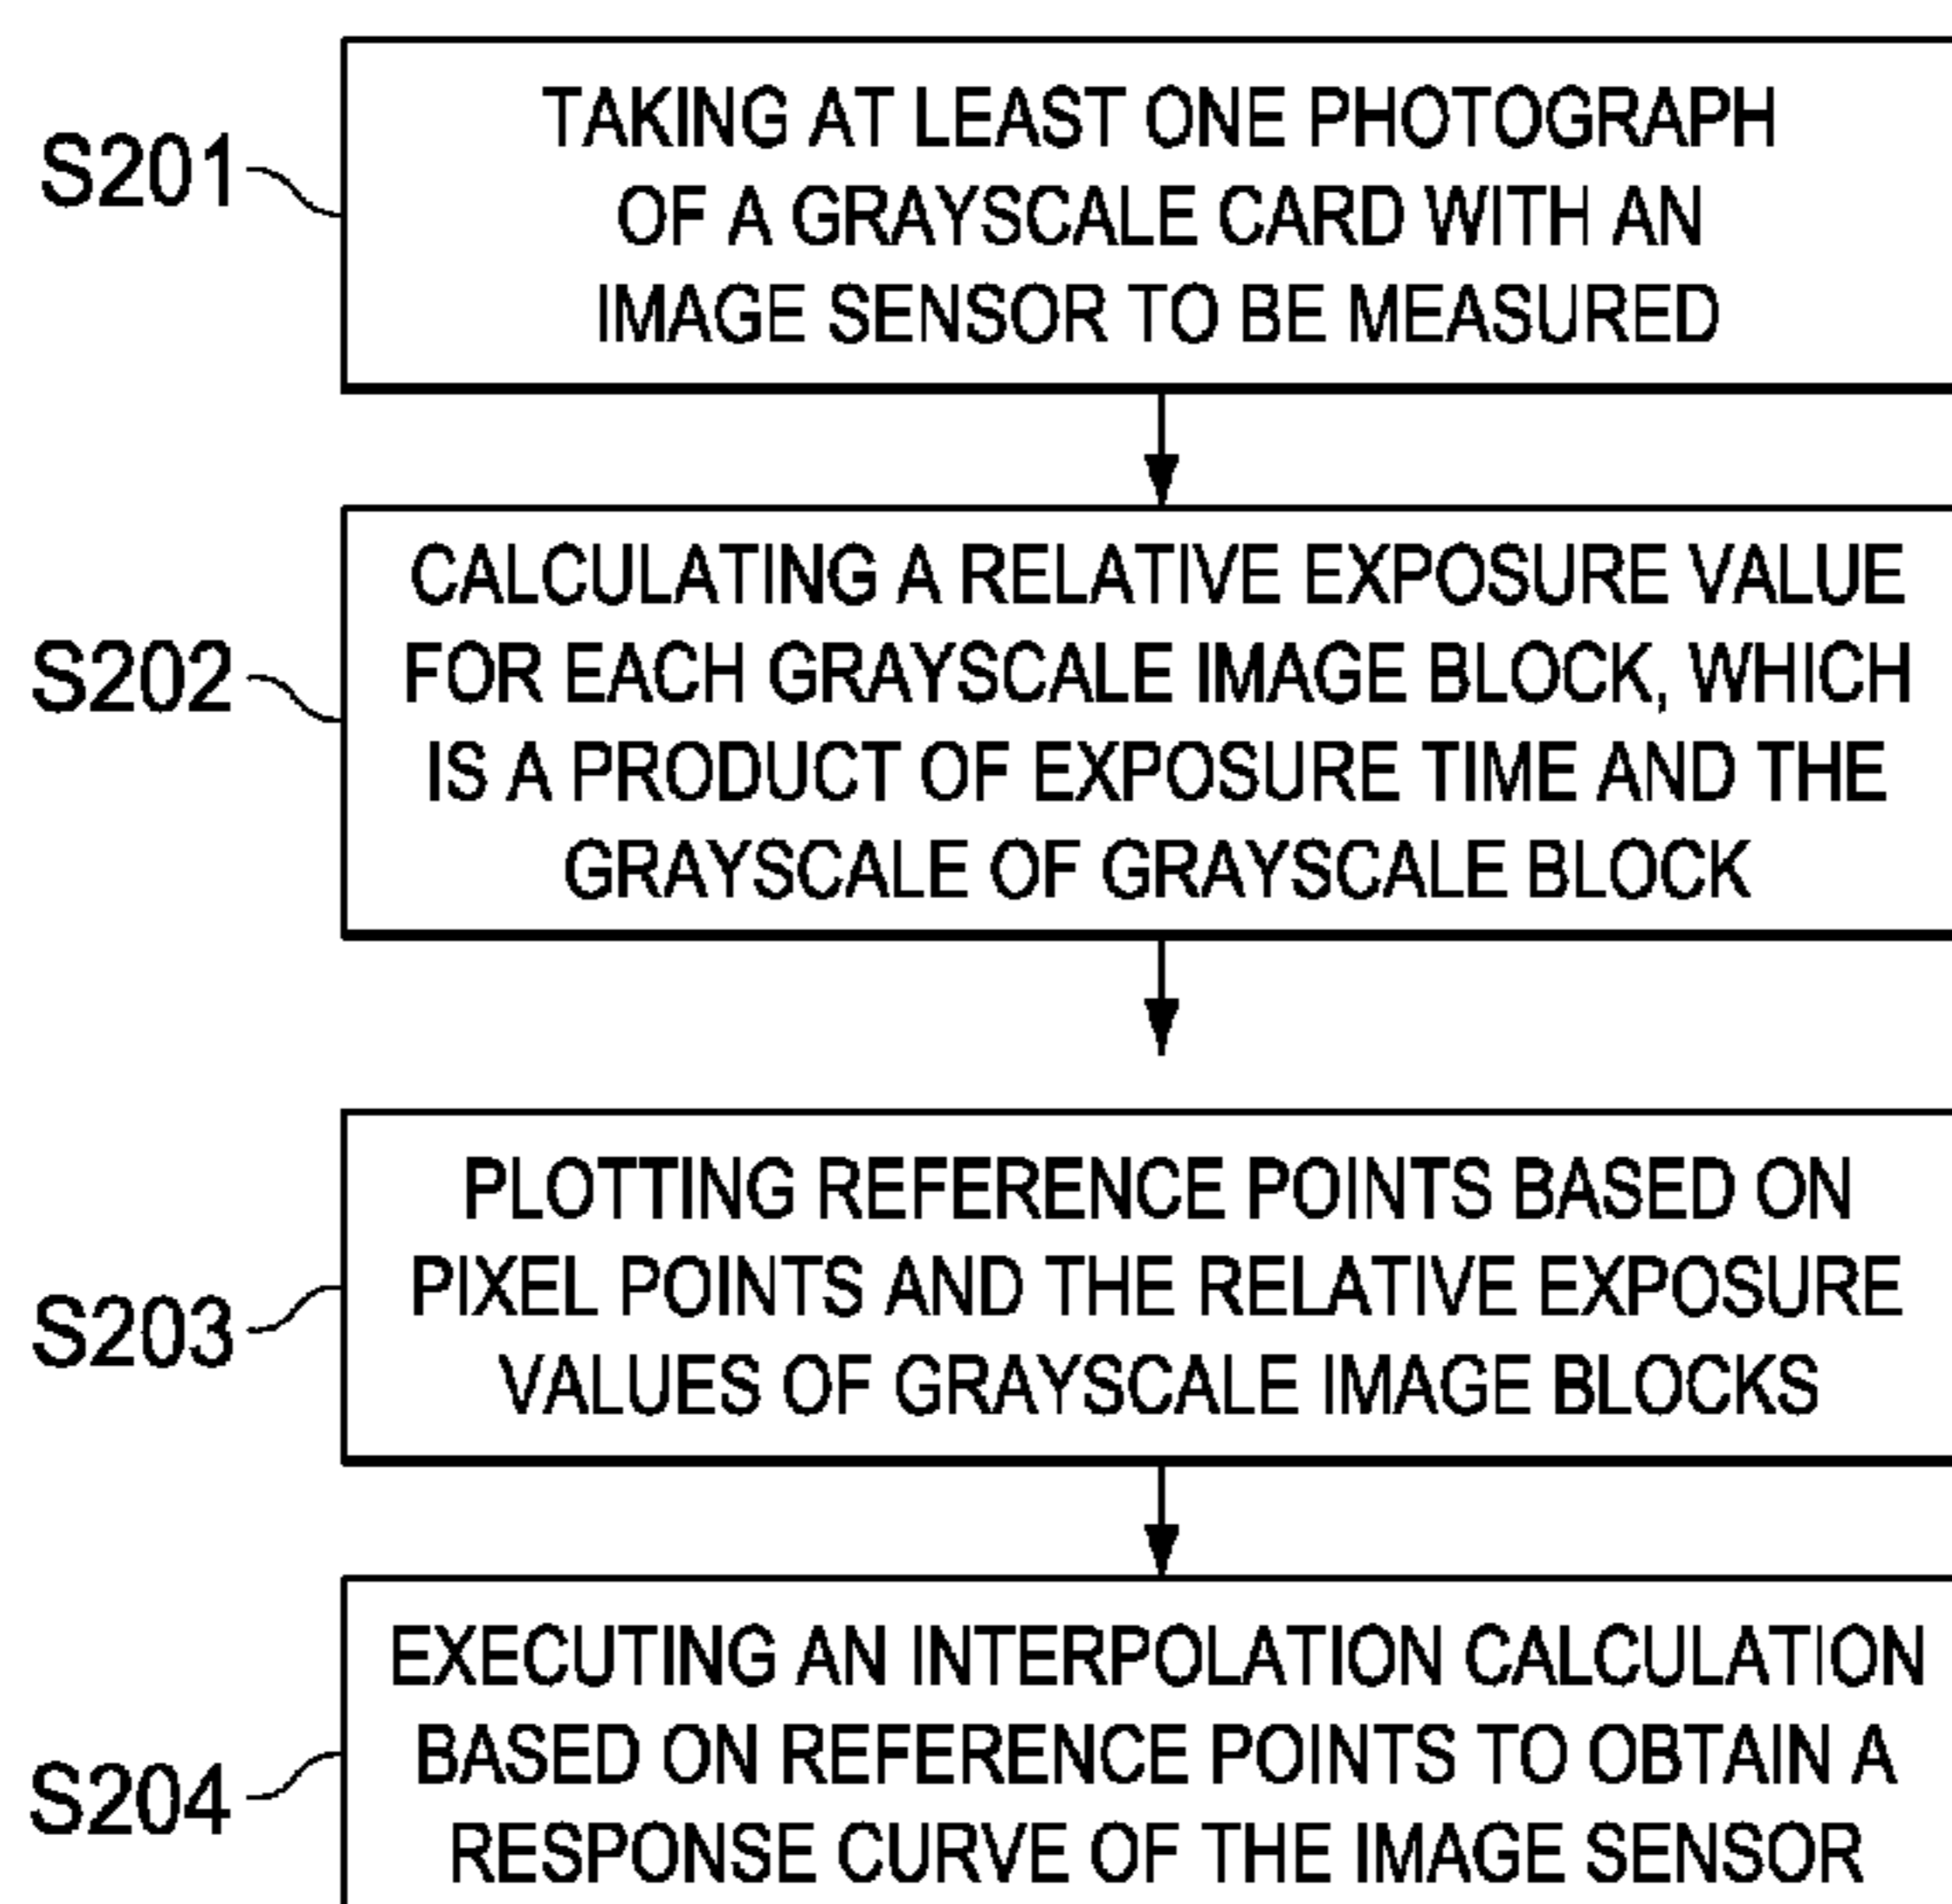 S201
TAKING AT LEAST ONE PHOTOGRAPH
OF A GRAYSCALE CARD WITH AN
IMAGE SENSOR TO BE MEASURED
S202
CALCULATING A RELATIVE EXPOSURE VALUE
FOR EACH GRAYSCALE IMAGE BLOCK, WHICH
IS A PRODUCT OF EXPOSURE TIME AND THE
GRAYSCALE OF GRAYSCALE BLOCK
S203
PLOTTING REFERENCE POINTS BASED ON
PIXEL POINTS AND THE RELATIVE EXPOSURE
VALUES OF GRAYSCALE IMAGE BLOCKS
S204
EXECUTING AN INTERPOLATION CALCULATION
BASED ON REFERENCE POINTS TO OBTAIN A
RESPONSE CURVE OF THE IMAGE SENSOR